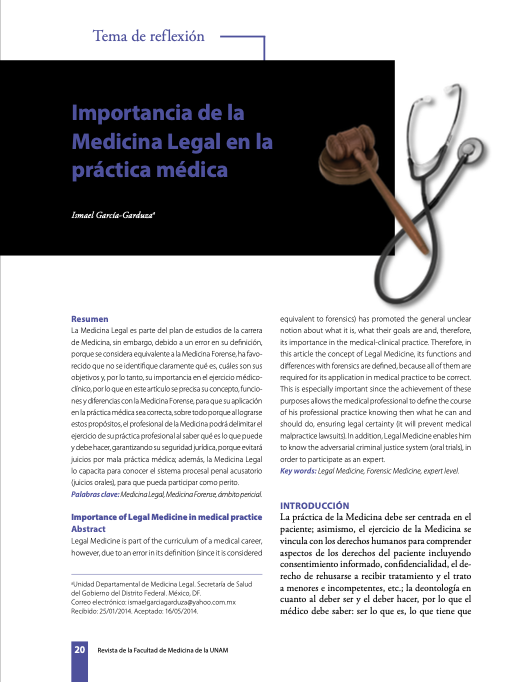 Tema de reflexión
Importancia de la
Medicina Legal en la
práctica médica
Ismael García-Garduzaª
Resumen
La Medicina Legal es parte del plan de estudios de la carrera
de Medicina, sin embargo, debido a un error en su definición,
porque se considera equivalente a la Medicina Forense, ha favo-
recido que no se identifique claramente qué es, cuáles son sus
objetivos y, por lo tanto, su importancia en el ejercicio médico-
clínico, por lo que en este artículo se precisa su concepto, funcio-
nes y diferencias con la Medicina Forense, para que su aplicación
en la práctica médica sea correcta, sobre todo porque al lograrse
estos propósitos, el profesional de la Medicina podrá delimitar el
ejercicio de su práctica profesional al saber qué es lo que puede
y debe hacer, garantizando su seguridad jurídica, porque evitará
juicios por mala práctica médica; además, la Medicina Legal
lo capacita para conocer el sistema procesal penal acusatorio
(juicios orales), para que pueda participar como perito.
Palabras clave: Medicina Legal, Medicina Forense, ámbito pericial.
Importance of Legal Medicine in medical practice
Abstract
Legal Medicine is part of the curriculum of a medical career,
however, due to an error in its definition (since it is considered
equivalent to forensics) has promoted the general unclear
notion about what it is, what their goals are and, therefore,
its importance in the medical-clinical practice. Therefore, in
this article the concept of Legal Medicine, its functions and
differences with forensics are defined, because all of them are
required for its application in medical practice to be correct.
This is especially important since the achievement of these
purposes allows the medical professional to define the course
of his professional practice knowing then what he can and
should do, ensuring legal certainty (it will prevent medical
malpractice lawsuits). In addition, Legal Medicine enables him
to know the adversarial criminal justice system (oral trials), in
order to participate as an expert.
Key words: Legal Medicine, Forensic Medicine, expert level.
INTRODUCCIÓN
La práctica de la Medicina debe ser centrada en el
paciente; asimismo, el ejercicio de la Medicina se
vincula con los derechos humanos para comprender
aspectos de los derechos del paciente incluyendo
consentimiento informado, confidencialidad, el de-
recho de rehusarse a recibir tratamiento y el trato
a menores e incompetentes, etc.; la deontología en
cuanto al deber ser y el deber hacer, por lo que el
médico debe saber: ser lo que es, lo que tiene que
ªUnidad Departamental de Medicina Legal. Secretaría de Salud
del Gobierno del Distrito Federal. México, DF.
Correo electrónico: ismaelgarciagarduza@yahoo.com.mx
Recibido: 25/01/2014. Aceptado: 16/05/2014.
20 Revista de la Facultad de Medicina de la UNAM